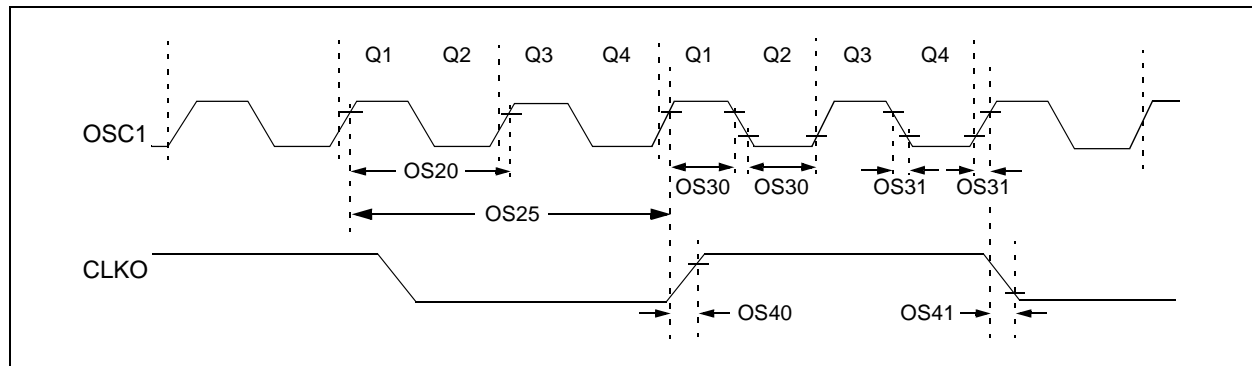 Q1 Q2 Q3 Q4 Q1 Q2 Q3 Q4
OSC1
OS20
OS30 OS30 OS31 OS31
OS25
CLKO
OS40 OS41